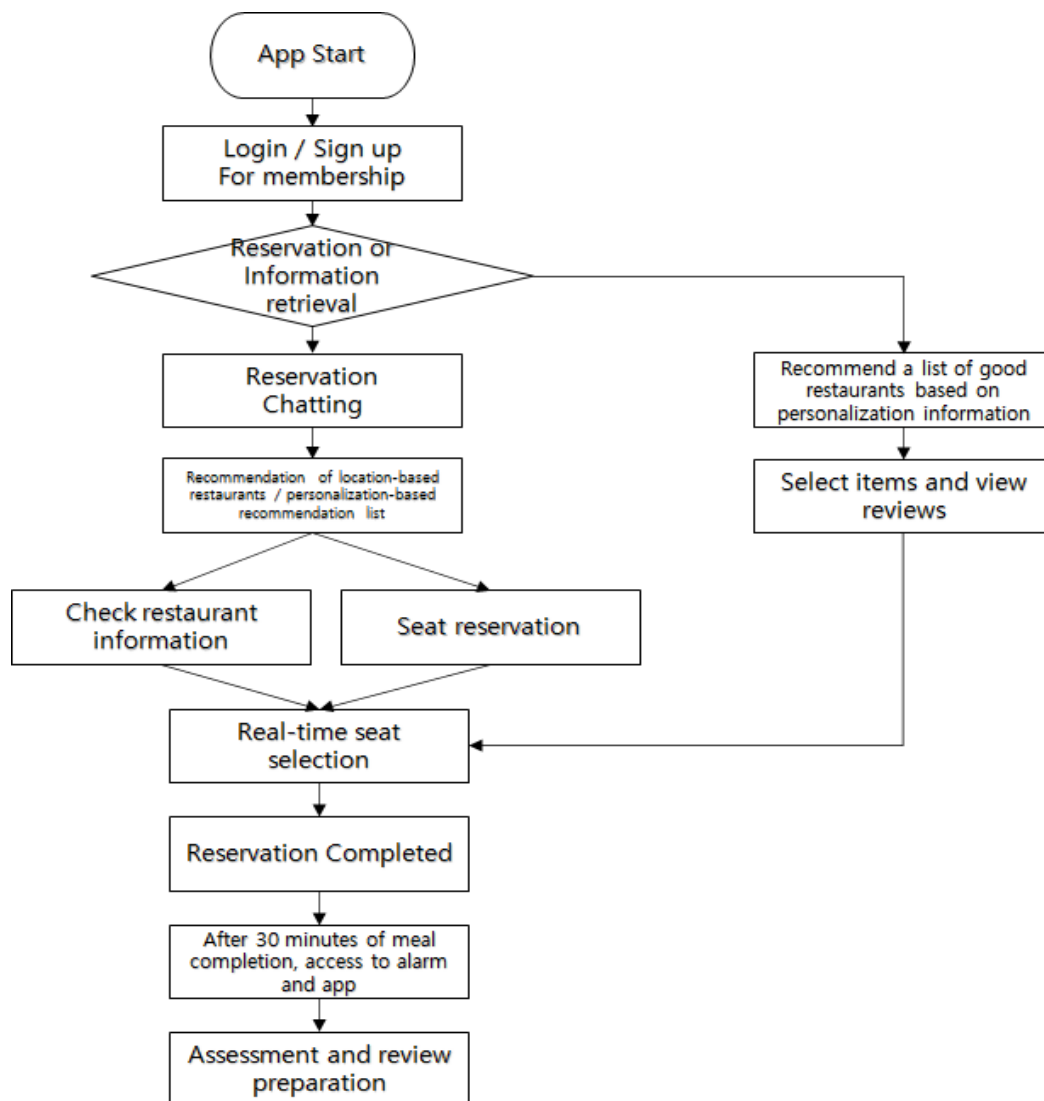 App Start
Login / Sign up
For membership
Reservation or
Information
retrieval
Reservation
Chatting
Recommend a list of good
restaurants based on
personalization information
Recommendation of location-based
restaurants / personalization-based
recommendation list
Select items and view
reviews
Check restaurant
information
Seat reservation
Real-time seat
selection
Reservation Completed
After 30 minutes of meal
completion, access to alarm
and app
Assessment and review
preparation